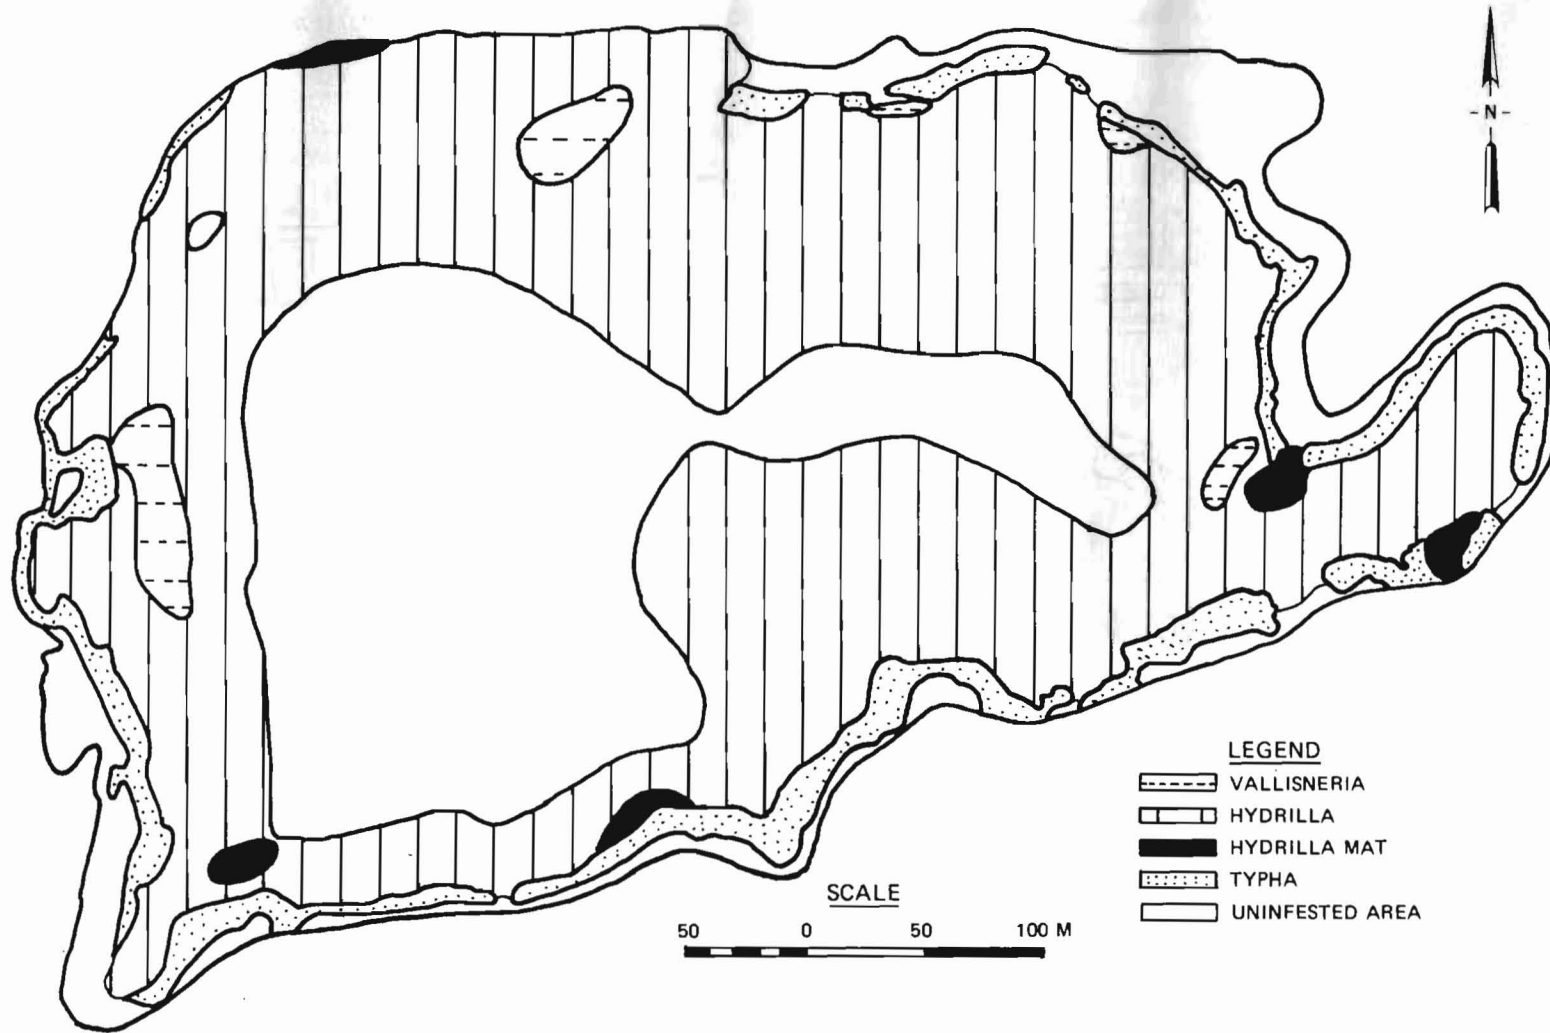 - N -
LEGEND
VALLISNERIA
HYDRILLA
HYDRILLA MAT
TYPHA
UNINFESTED AREA
SCALE
50 0 50 100 M